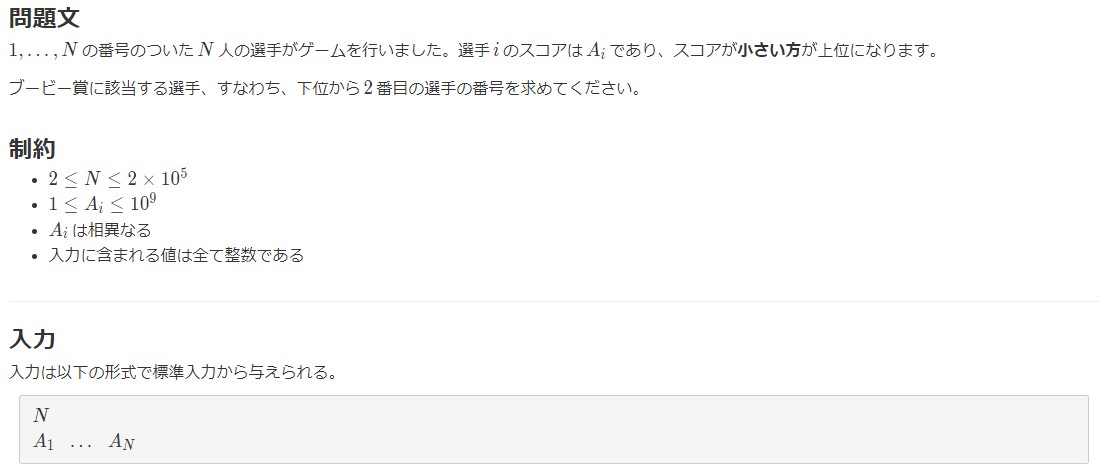 問題文
1, . . . , N の番号のついた N 人の選手がゲームを行いました。選手 i のスコアは A_i であり、スコアが小さい方が上位になります。
ブービー賞に該当する選手、すなわち、下位から 2 番目の選手の番号を求めてください。
制約
• 2 ≤ N ≤ 2 × 10^5
• 1 ≤ A_i ≤ 10^9
• A_i は相異なる
• 入力に含まれる値は全て整数である
入力
入力は以下の形式で標準入力から与えられる。
N
A_1 . . . A_N